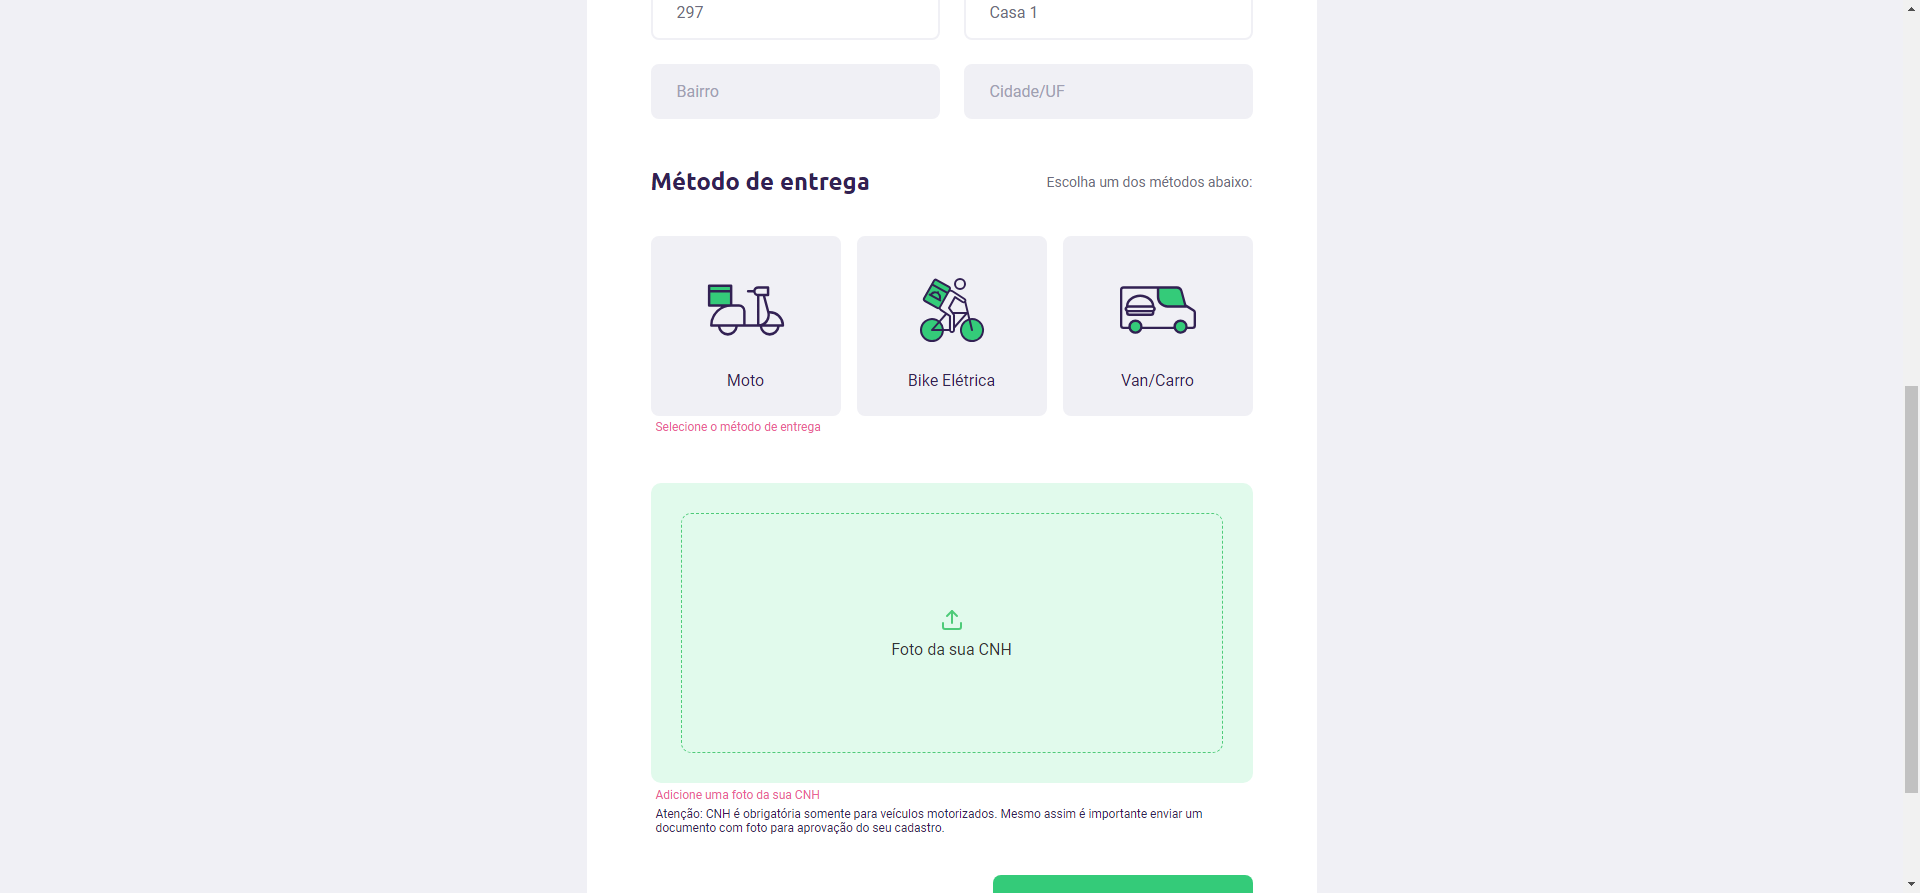 297
Casa 1
Bairro
Cidade/UF
Método de entrega
Escolha um dos métodos abaixo:
Moto
Bike Elétrica
Van/Carro
Selecione o método de entrega
Foto da sua CNH
Adicione uma foto da sua CNH
Atenção: CNH é obrigatória somente para veículos motorizados. Mesmo assim é importante enviar um
documento com foto para aprovação do seu cadastro.